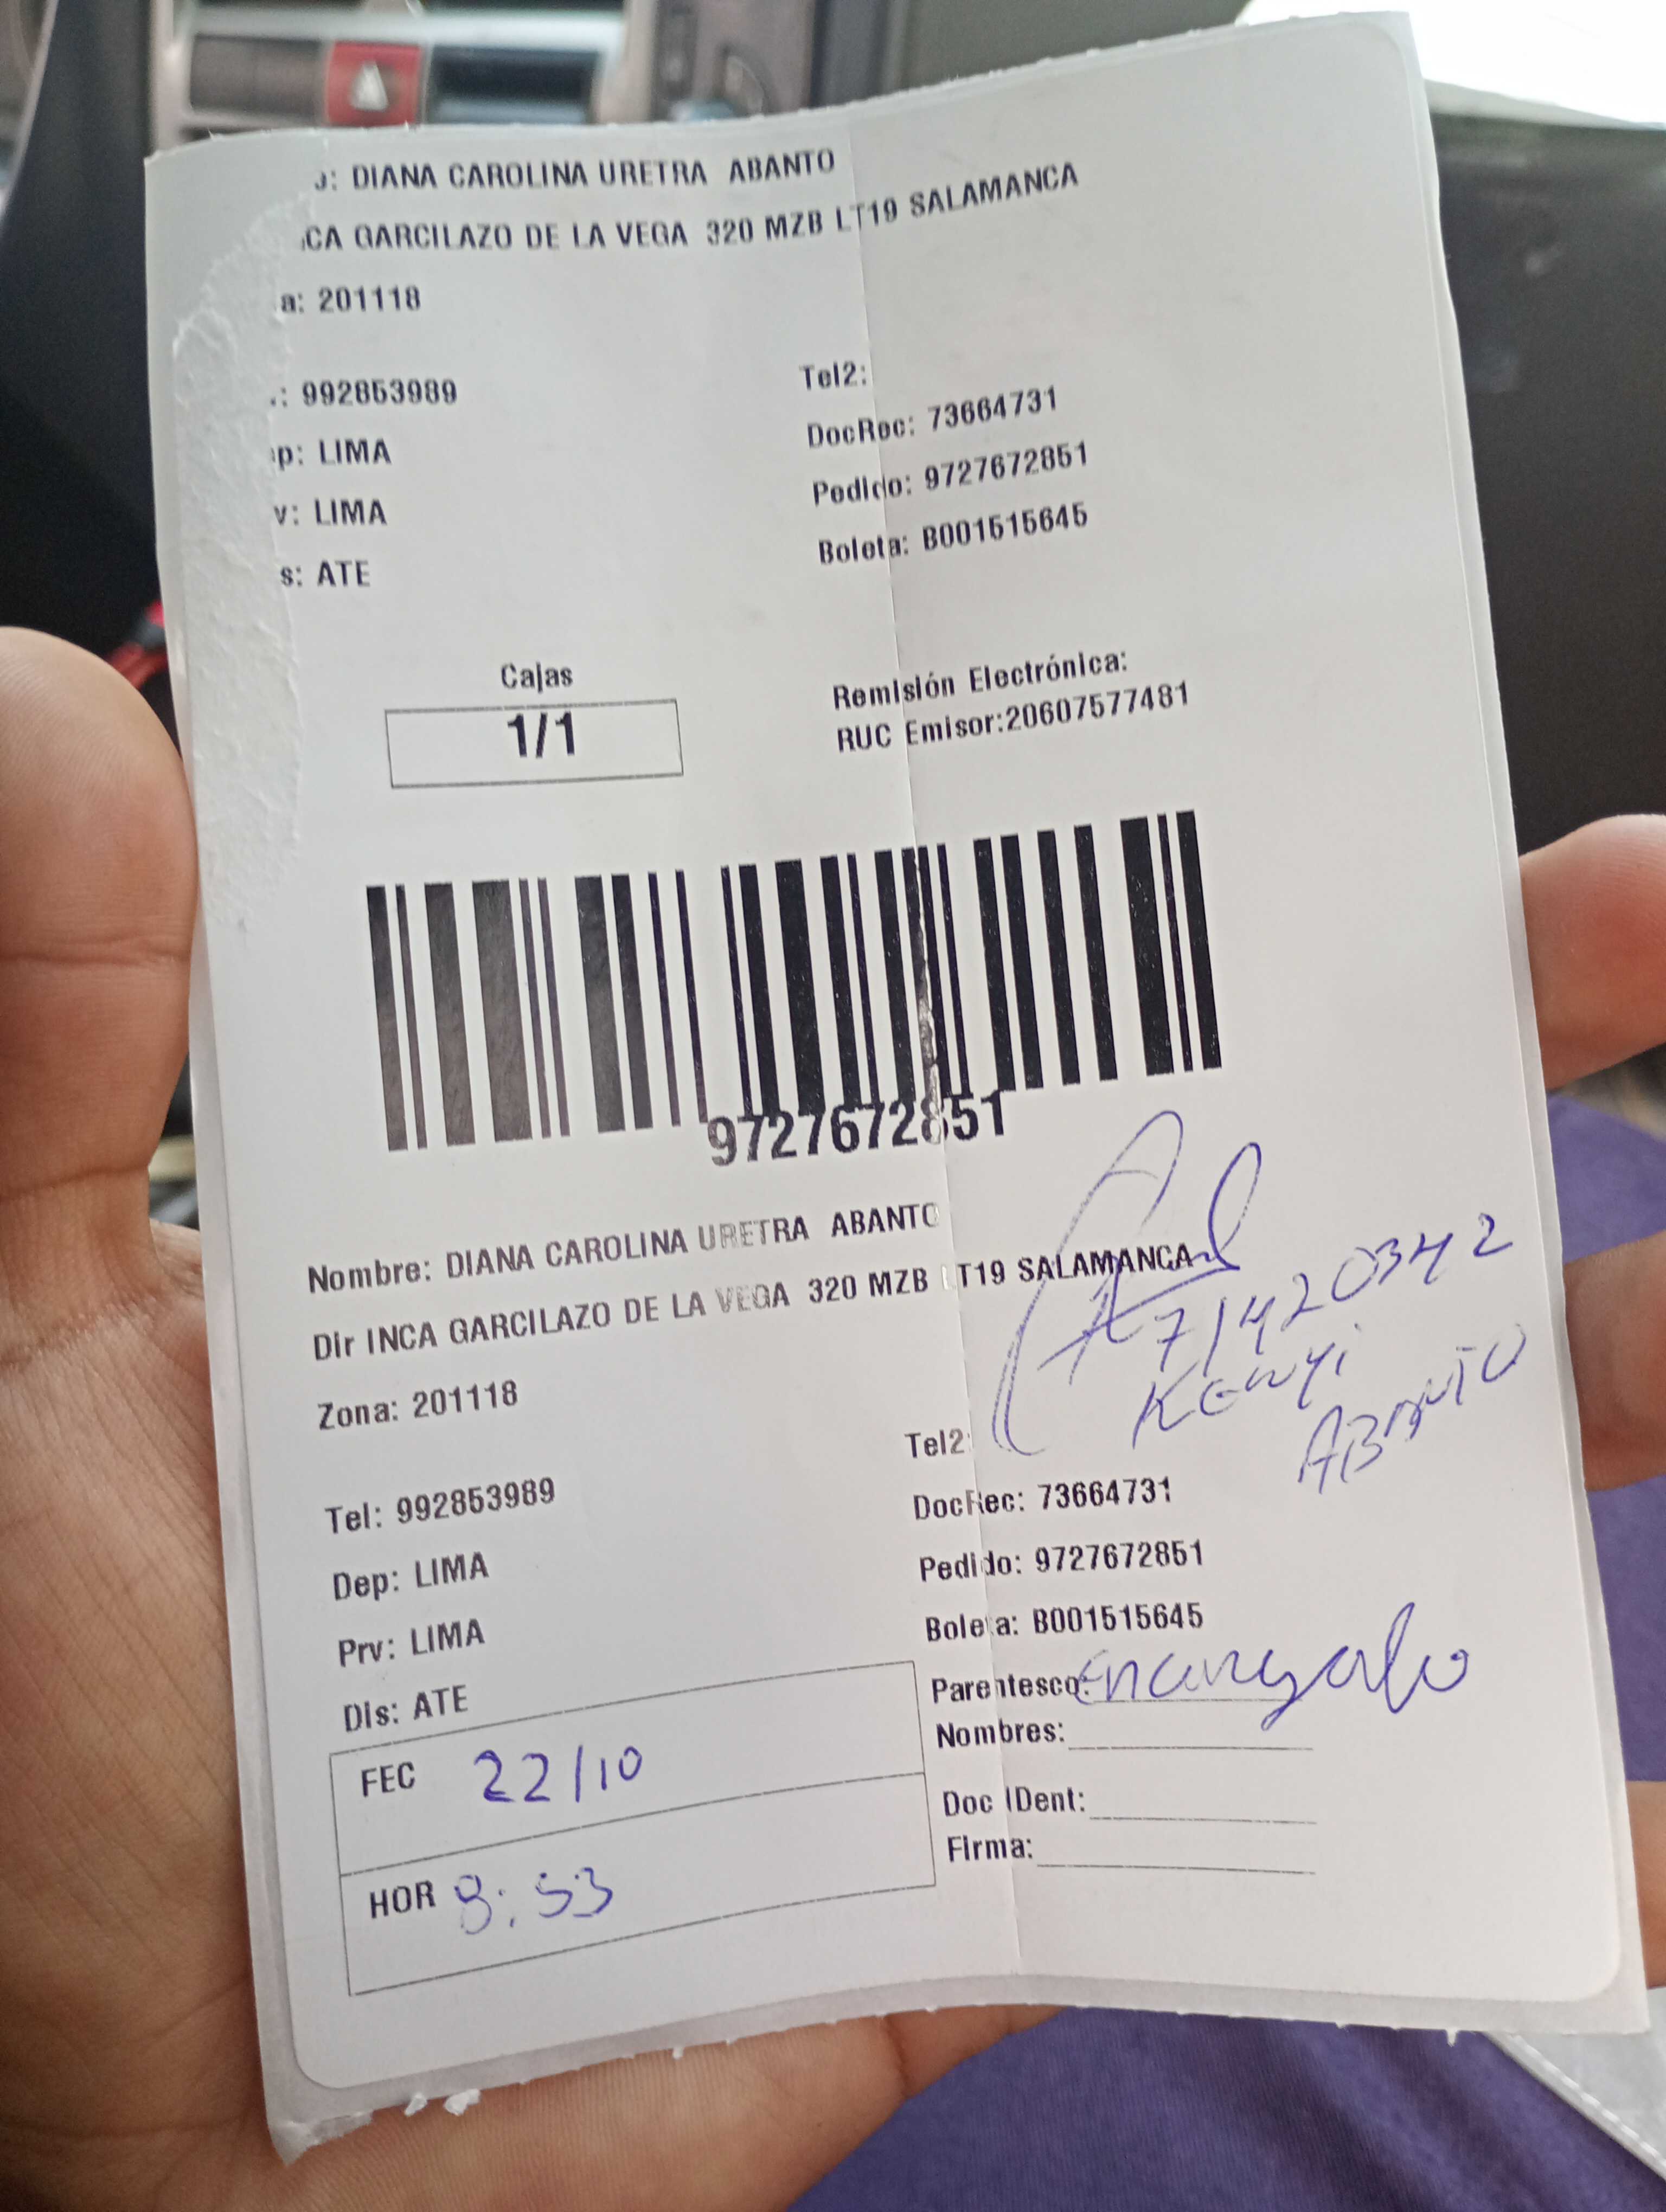 : DIANA CAROLINA URETRA ABANTO
CA GARCILAZO DE LA VEGA 320 MZB LT19 SALAMANCA
a: 201118
.: 992853989
Tel2:
p: LIMA
DocRec: 73664731
v: LIMA
Pedido: 9727672851
s: ATE
Boleta: B001515645
Cajas
1/1
Remisión Electrónica:
RUC Emisor:20607577481
9727672851
Nombre: DIANA CAROLINA URETRA ABANTO
Dir INCA GARCILAZO DE LA VEGA 320 MZB LT19 SALAMANCA
71420342
Kenyi
ABANTO
Zona: 201118
Tel2:
Tel: 992853989
DocRec: 73664731
Dep: LIMA
Pedido: 9727672851
Prv: LIMA
Boleta: B001515645
Dis: ATE
Parentesco: Encargado
Nombres:
FEC 22/10
Doc IDent:
Firma:
HOR 8:53